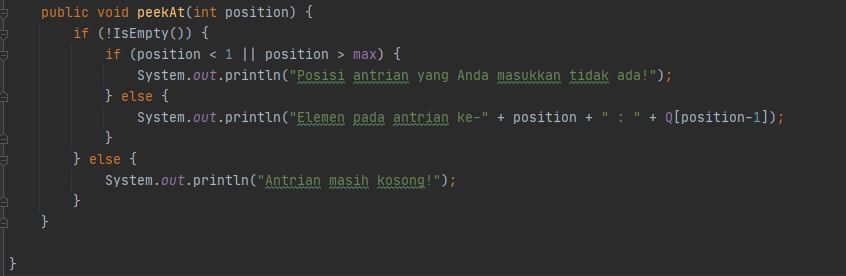 public void peekAt(int position) {
    if (!IsEmpty()) {
        if (position < 1 || position > max) {
            System.out.println("Posisi antrian yang Anda masukkan tidak ada!");
        } else {
            System.out.println("Elemen pada antrian ke-" + position + " : " + Q[position-1]);
        }
    } else {
        System.out.println("Antrian masih kosong!");
    }
}
}